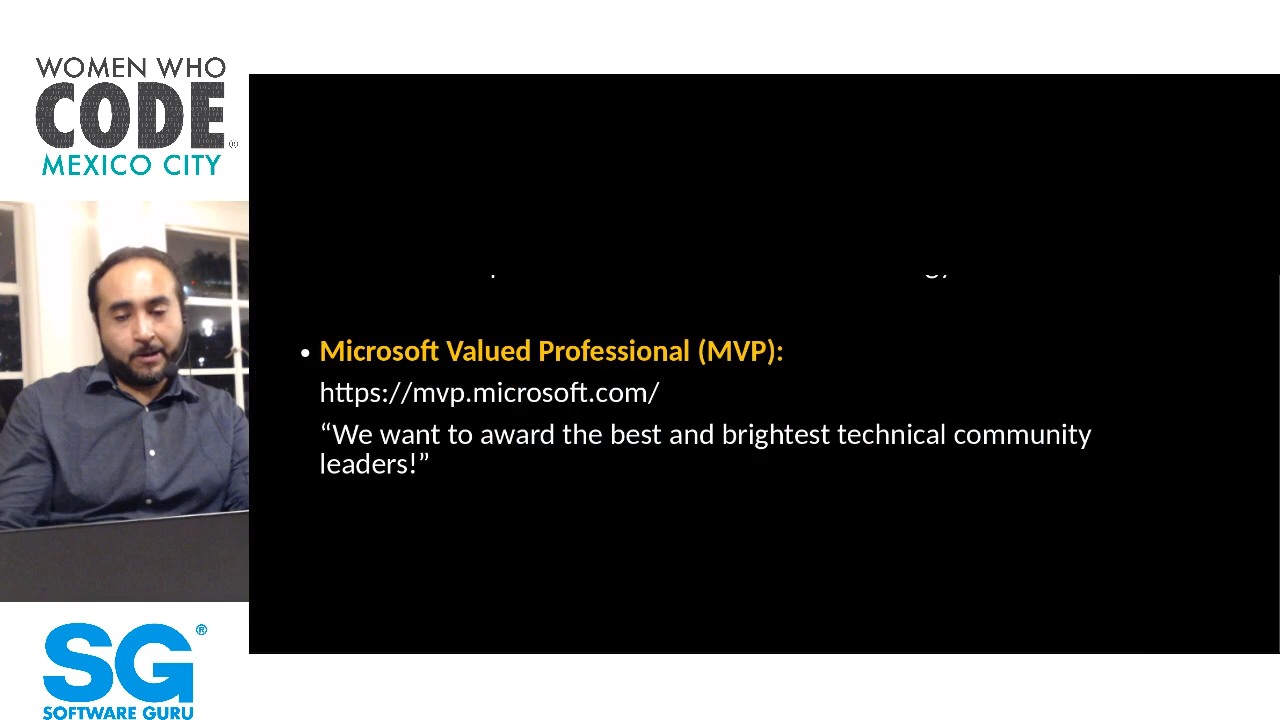 WOMEN WHO
CODE®
MEXICO CITY
• Microsoft Valued Professional (MVP):
https://mvp.microsoft.com/
“We want to award the best and brightest technical community
leaders!”
SG®
SOFTWARE GURU